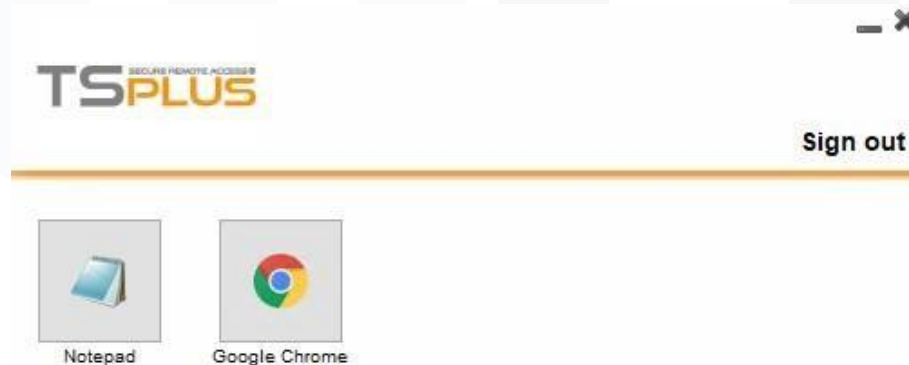 SECURE REMOTE ACCESS®
TSPLUS
Sign out
Notepad
Google Chrome